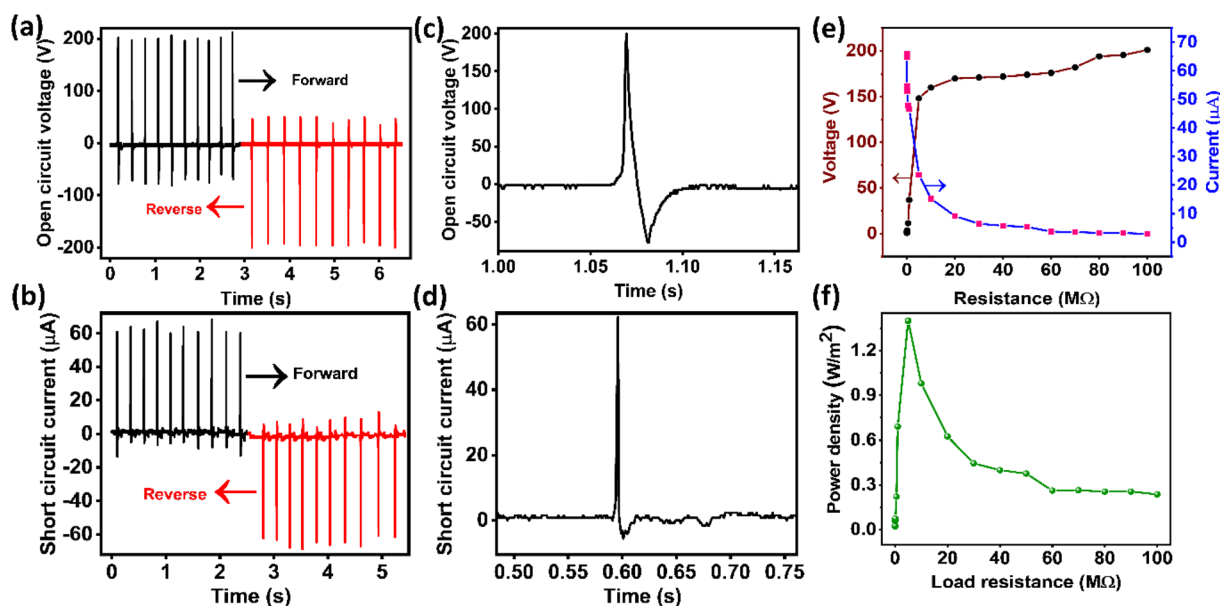 (a)
Open circuit voltage (V)
200
100
0
-100
-200
Forward
Reverse
0 1 2 3 4 5 6
Time (s)
(b)
Short circuit current (μA)
60
40
20
0
-20
-40
-60
Forward
Reverse
0 1 2 3 4 5
Time (s)
(c)
Open circuit voltage (V)
200
150
100
50
0
-50
1.00 1.05 1.10 1.15
Time (s)
(d)
Short circuit current (μA)
60
40
20
0
0.50 0.55 0.60 0.65 0.70 0.75
Time (s)
(e)
Voltage (V)
200
150
100
50
0
Current (μA)
70
60
50
40
30
20
10
0
0 20 40 60 80 100
Resistance (MΩ)
(f)
Power density (W/m²)
1.2
0.9
0.6
0.3
0.0
0 20 40 60 80 100
Load resistance (MΩ)